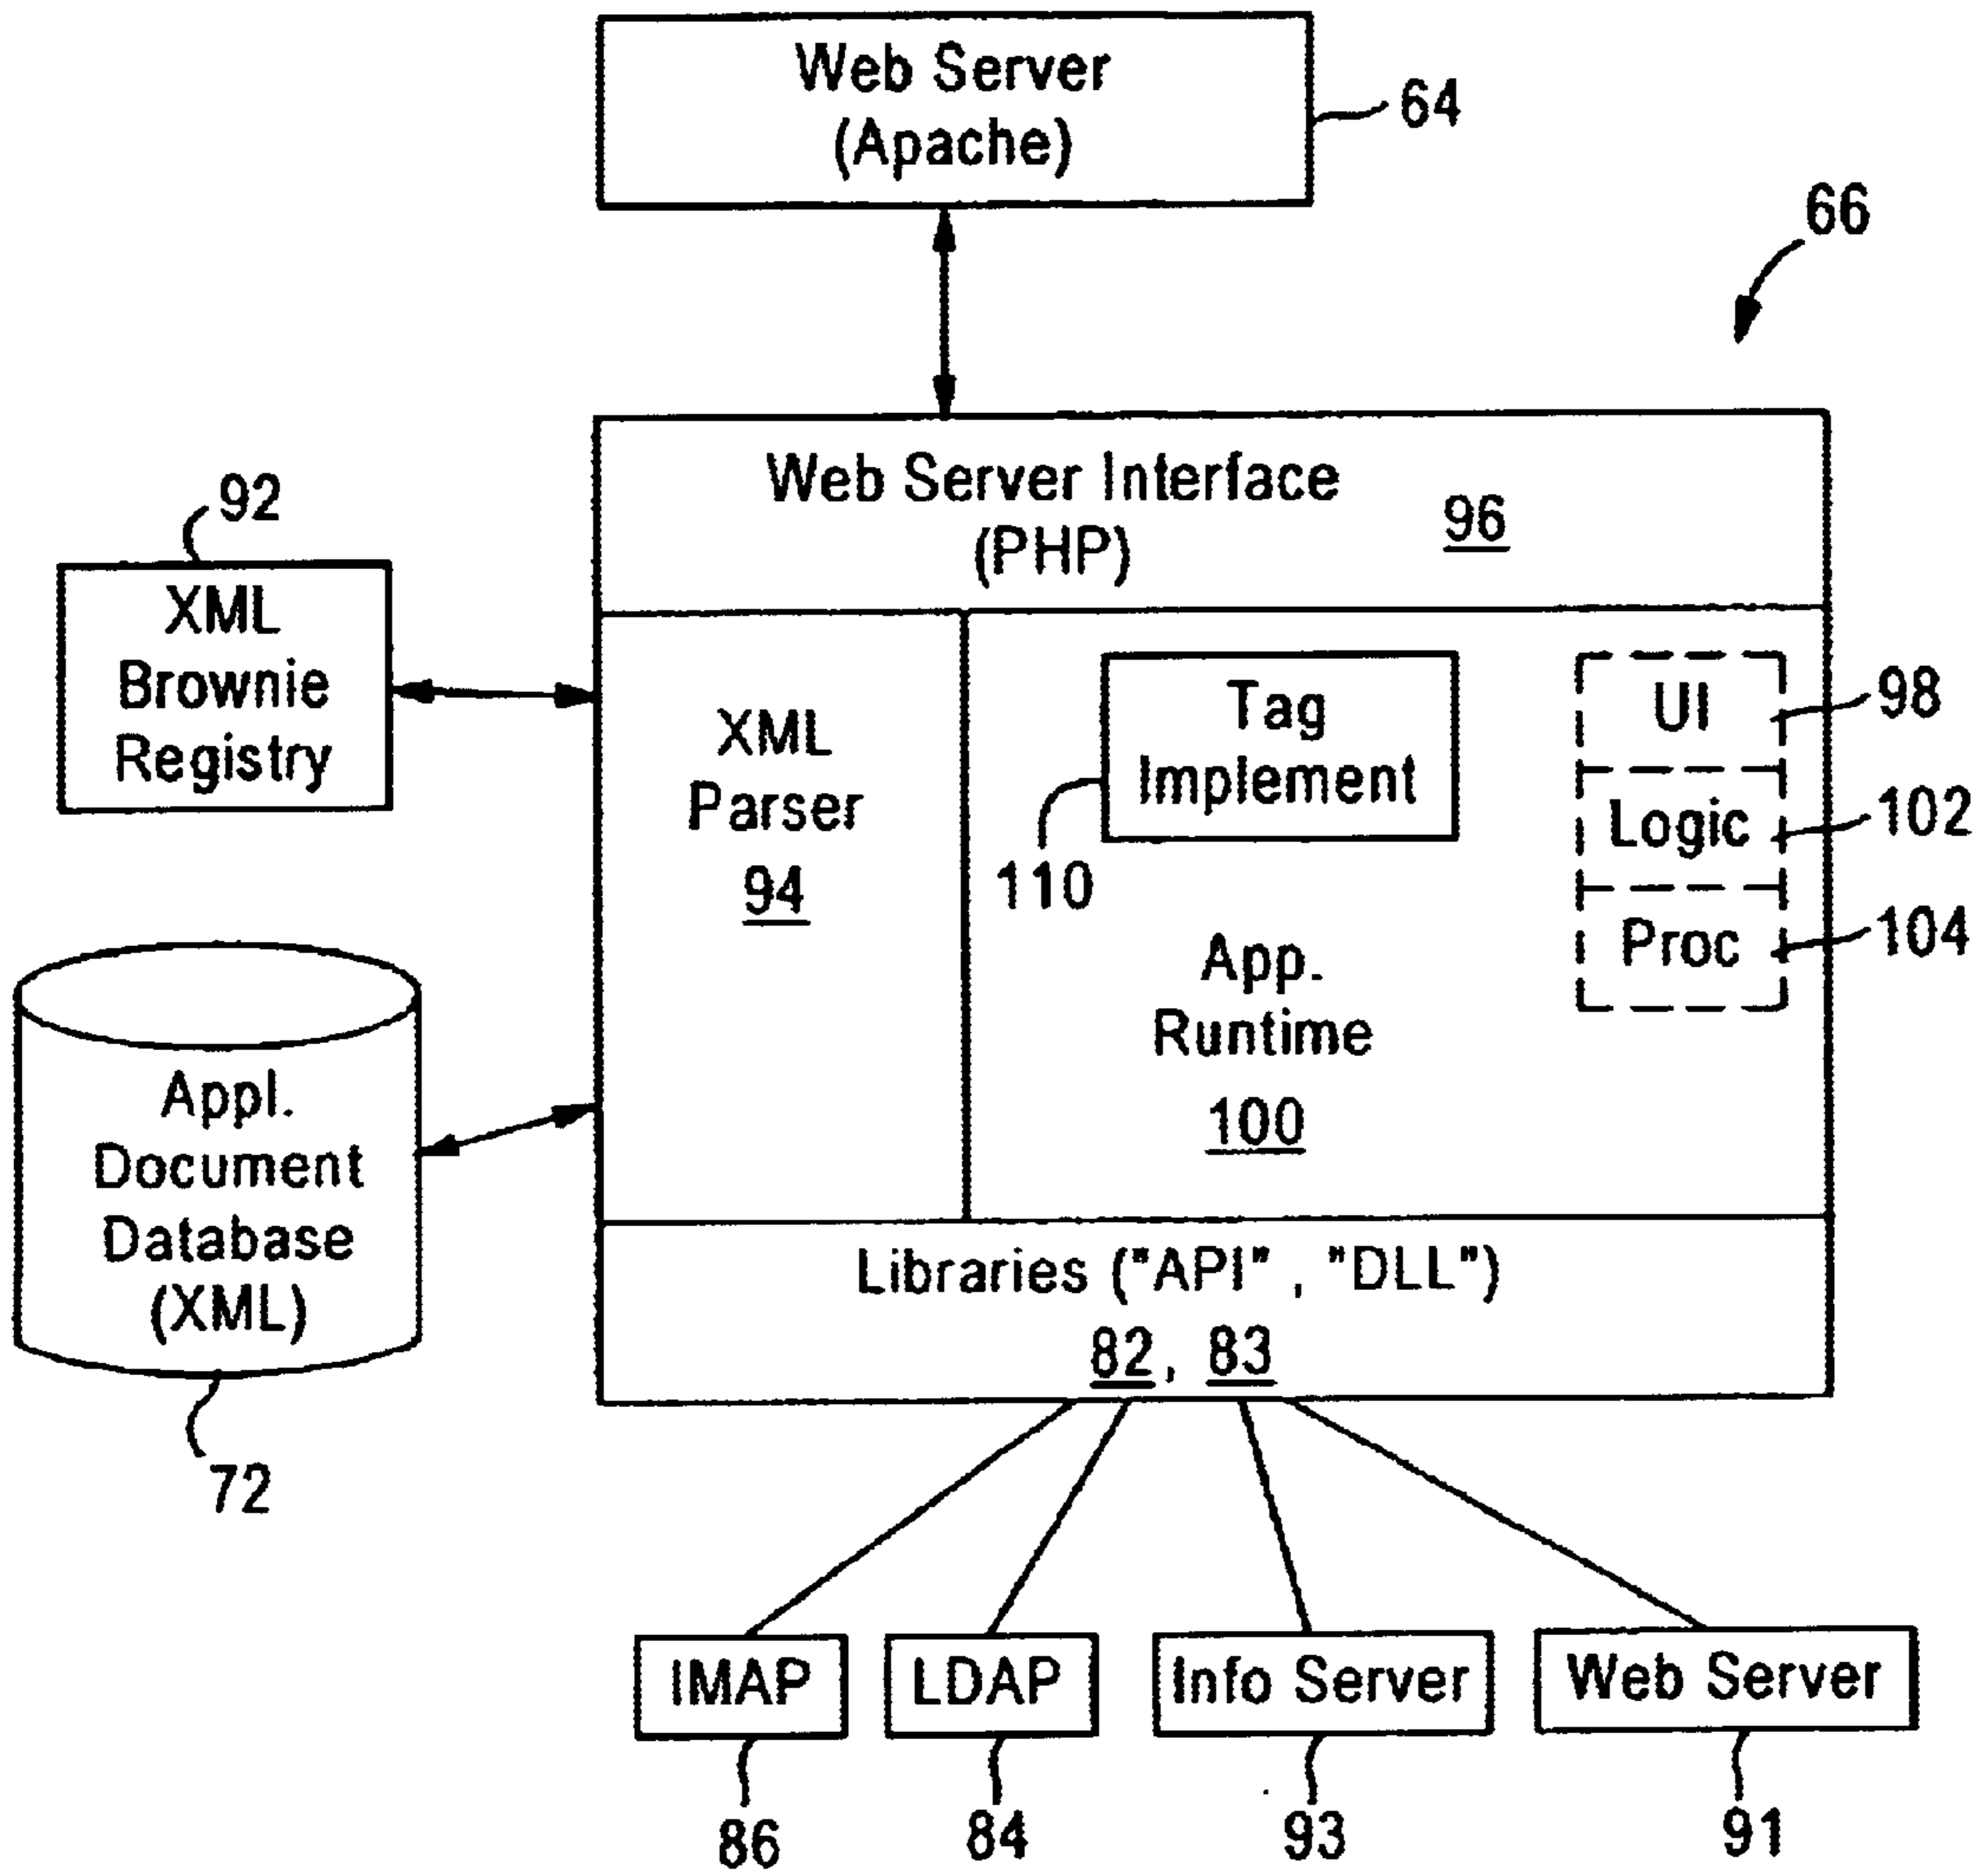 Web Server
(Apache)
64
66
Web Server Interface
(PHP)
96
92
XML
Brownie
Registry
XML
Parser
94
Tag
Implement
110
UI
98
Logic
102
Proc
104
App.
Runtime
100
Appl.
Document
Database
(XML)
72
Libraries ("API" , "DLL")
82, 83
IMAP
LDAP
Info Server
Web Server
86
84
93
91